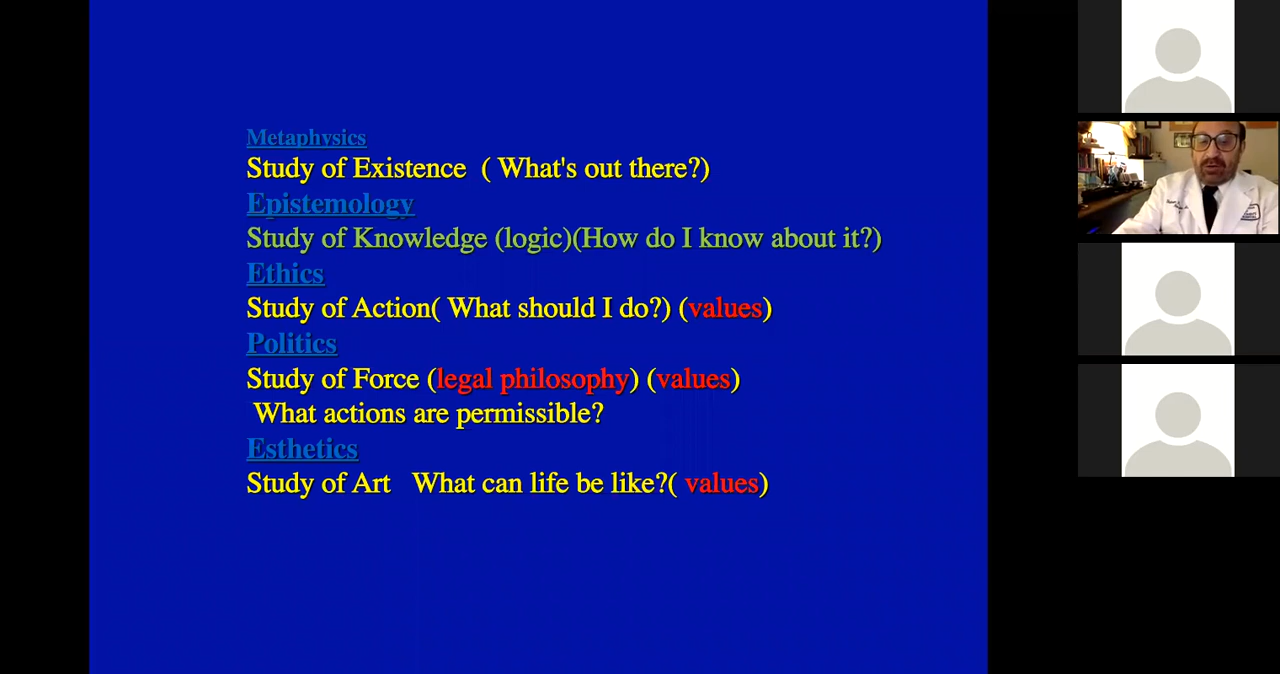 Metaphysics
Study of Existence  ( What's out there?)
Epistemology
Study of Knowledge (logic)(How do I know about it?)
Ethics
Study of Action( What should I do?) (values)
Politics
Study of Force (legal philosophy) (values)
What actions are permissible?
Esthetics
Study of Art   What can life be like?( values)